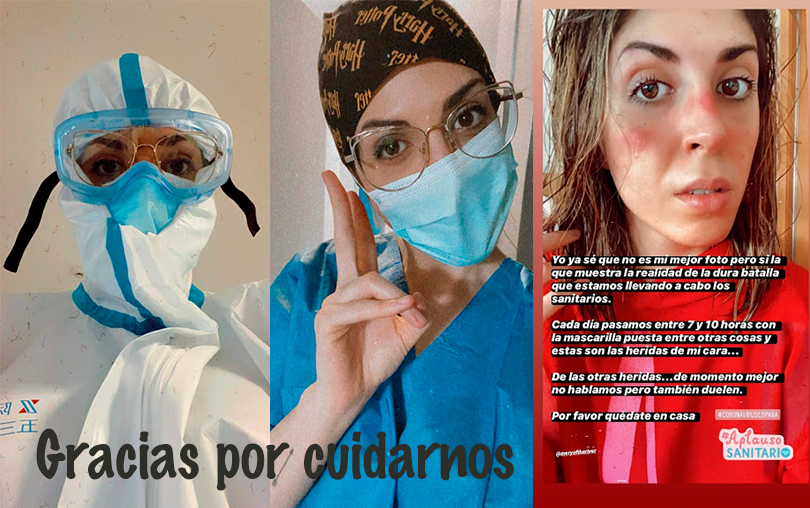 Harry Potter
Gracias por cuidarnos
Yo ya sé que no es mi mejor foto pero si la
que muestra la realidad de la dura batalla
que estamos llevando a cabo los
sanitarios.
Cada día pasamos entre 7 y 10 horas con
la mascarilla puesta entre otras cosas y
estas son las heridas de mi cara...
De las otras heridas...de momento mejor
no hablamos pero también duelen.
Por favor quédate en casa
#CORONAVIRUSESPAÑA
#Aplauso
SANITARIO